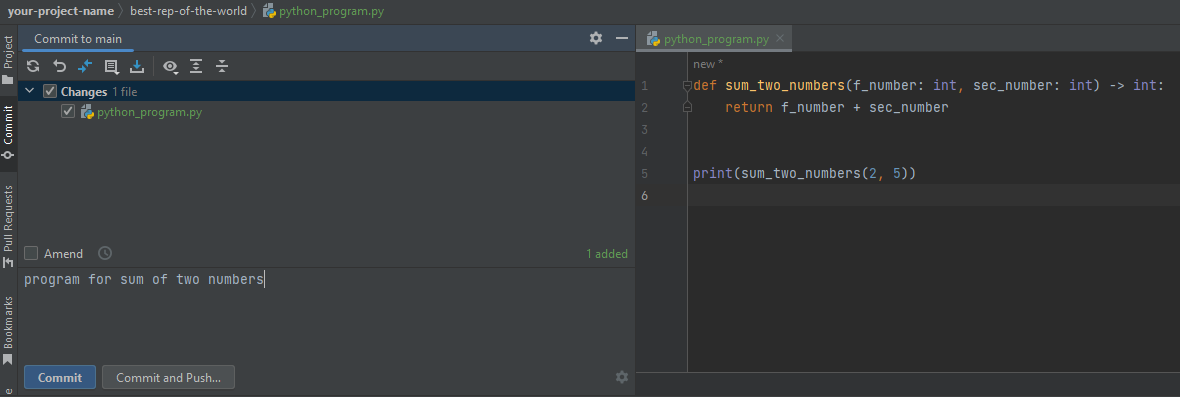 your-project-name best-rep-of-the-world python_program.py
Project
Commit
Pull Requests
Bookmarks
Commit to main
Changes 1 file
python_program.py
Amend
1 added
program for sum of two numbers
Commit
Commit and Push...
python_program.py
new *
1 def sum_two_numbers(f_number: int, sec_number: int) -> int:
2 return f_number + sec_number
3
4
5 print(sum_two_numbers(2, 5))
6